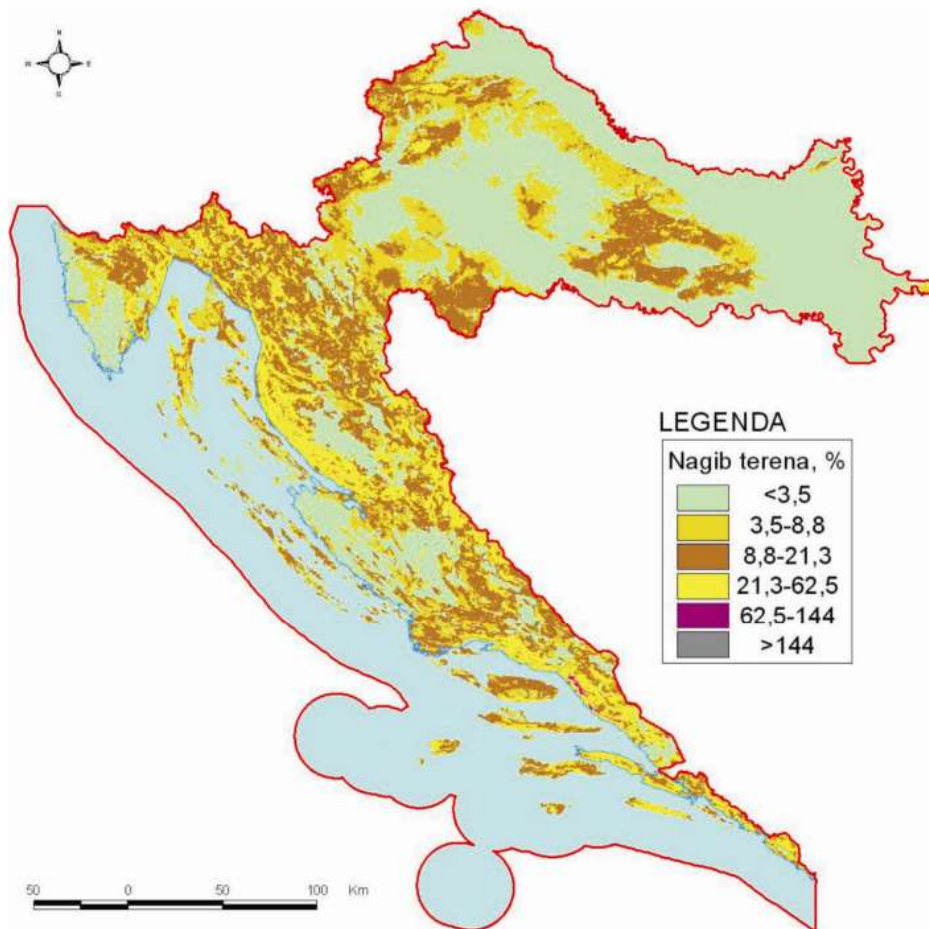 N
W E
S
LEGENDA
Nagib terena, %
<3,5
3,5-8,8
8,8-21,3
21,3-62,5
62,5-144
>144
50 0 50 100 Km